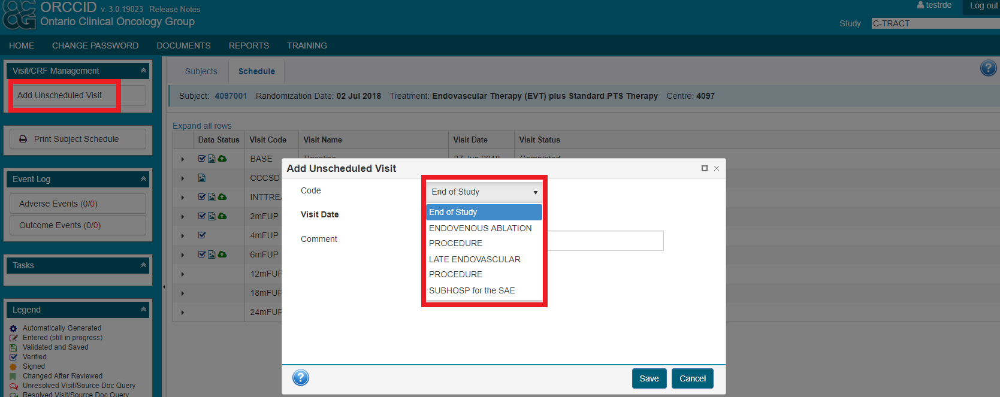 ORCCID v. 3.0.19023 Release Notes
Ontario Clinical Oncology Group
testrde
Log out
Study C-TRACT
HOME CHANGE PASSWORD DOCUMENTS REPORTS TRAINING
Visit/CRF Management
Add Unscheduled Visit
Print Subject Schedule
Event Log
Adverse Events (0/0)
Outcome Events (0/0)
Tasks
Legend
Automatically Generated
Entered (still in progress)
Validated and Saved
Verified
Signed
Changed After Reviewed
Unresolved Visit/Source Doc Query
Resolved Visit/Source Doc Query
Subjects Schedule
?
Subject: 4097001 Randomization Date: 02 Jul 2018 Treatment: Endovascular Therapy (EVT) plus Standard PTS Therapy Centre: 4097
Expand all rows
Data Status Visit Code Visit Name Visit Date Visit Status
BASE Baseline 27 Jun 2018 Completed
CCCSD
INTTREA
2mFUP
4mFUP
6mFUP
12mFUP
18mFUP
24mFUP
Add Unscheduled Visit
Code End of Study
Visit Date
Comment
End of Study
ENDOVENOUS ABLATION
PROCEDURE
LATE ENDOVASCULAR
PROCEDURE
SUBHOSP for the SAE
?
Save Cancel